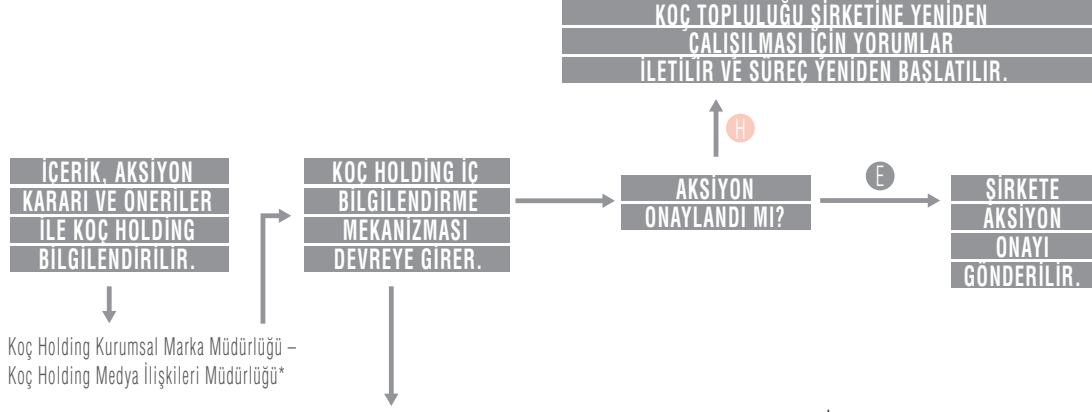 KOÇ TOPLULUĞU ŞİRKETİNE YENİDEN
ÇALIŞILMASI İÇİN YORUMLAR
İLETİLİR VE SÜREÇ YENİDEN BAŞLATILIR.
H
İÇERİK, AKSİYON
KARARI VE ÖNERİLER
İLE KOÇ HOLDİNG
BİLGİLENDİRİLİR.
KOÇ HOLDİNG İÇ
BİLGİLENDİRME
MEKANİZMASI
DEVREYE GİRER.
AKSİYON
ONAYLANDI MI?
E
ŞİRKETE
AKSİYON
ONAYI
GÖNDERİLİR.
Koç Holding Kurumsal Marka Müdürlüğü –
Koç Holding Medya İlişkileri Müdürlüğü*